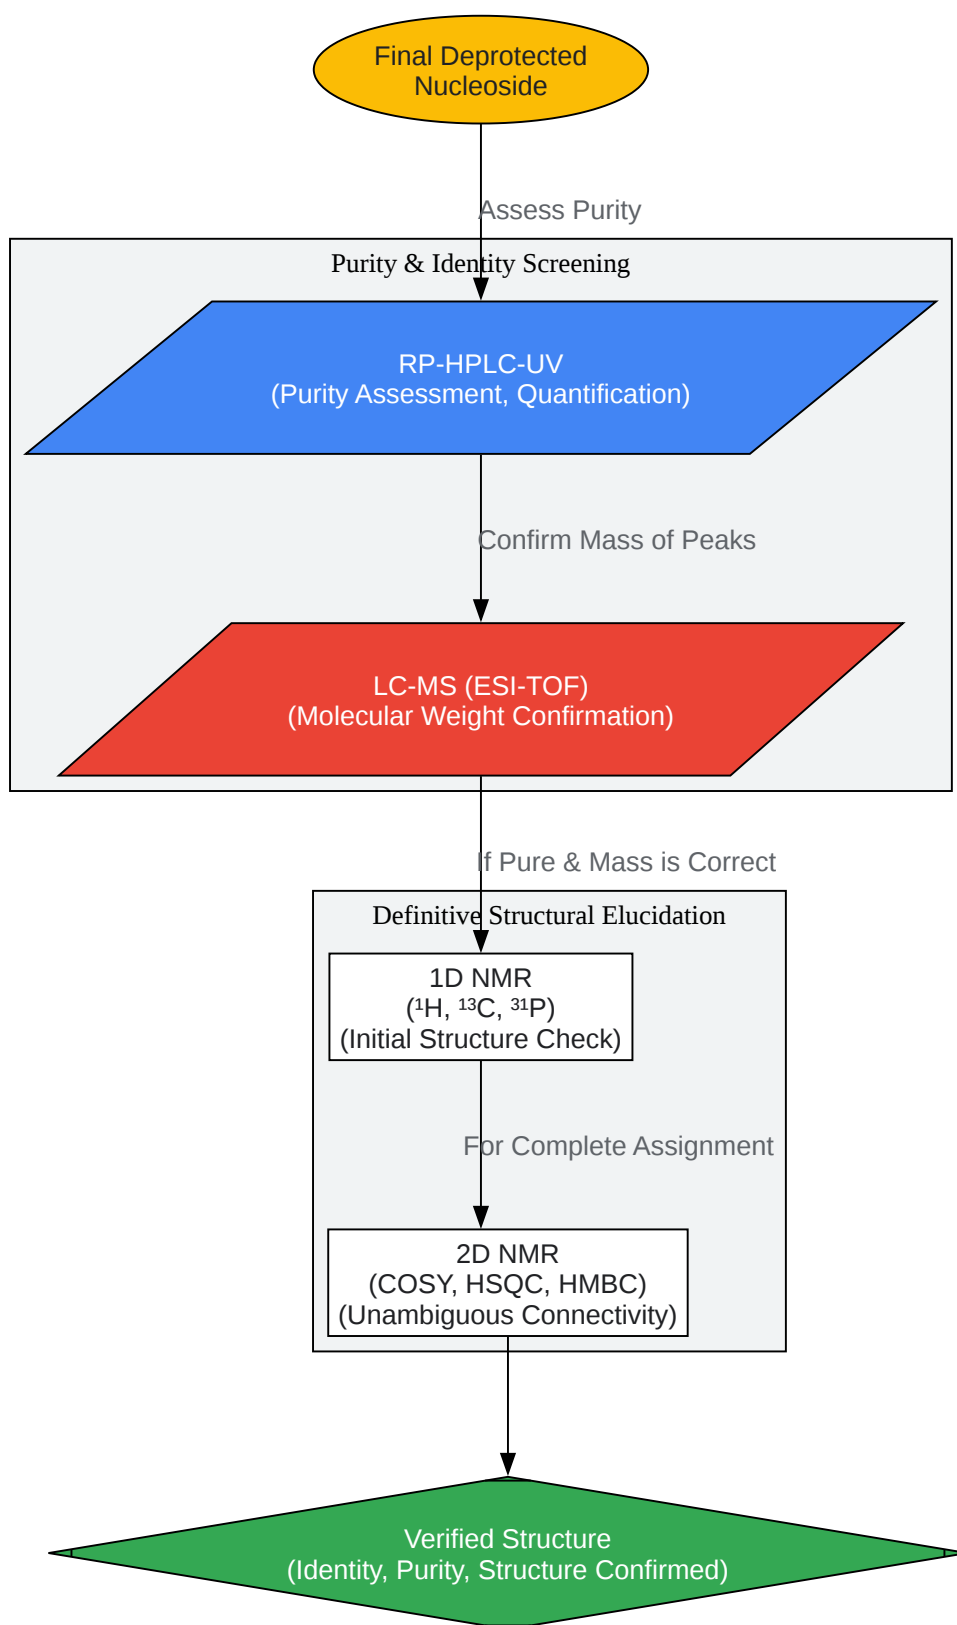 Final Deprotected
Nucleoside
Assess Purity
Purity & Identity Screening
RP-HPLC-UV
(Purity Assessment, Quantification)
Confirm Mass of Peaks
LC-MS (ESI-TOF)
(Molecular Weight Confirmation)
If Pure & Mass is Correct
Definitive Structural Elucidation
1D NMR
(¹H, ¹³C, ³¹P)
(Initial Structure Check)
For Complete Assignment
2D NMR
(COSY, HSQC, HMBC)
(Unambiguous Connectivity)
Verified Structure
(Identity, Purity, Structure Confirmed)